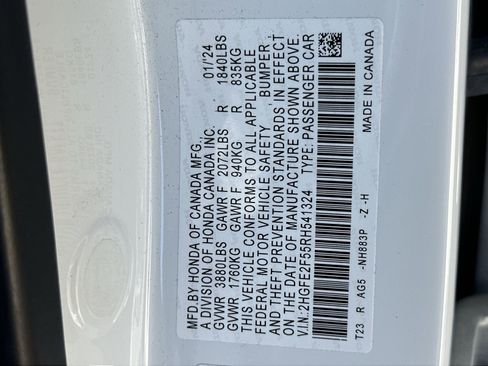 MFD.BY HONDA OF CANADA MFG.,
A DIVISION OF HONDA CANADA INC. 01/'24
GVWR 3880LBS GAWR F 2072LBS R 1840LBS
GVWR 1760KG GAWR F 940KG R 835KG
THIS VEHICLE CONFORMS TO ALL APPLICABLE
FEDERAL MOTOR VEHICLE SAFETY BUMPER
AND THEFT PREVENTION STANDARDS IN EFFECT
ON THE DATE OF MANUFACTURE SHOWN ABOVE.
V.I.N:2HGFE2F55RH541324 TYPE: PASSENGER CAR
T23 R AG5 -NH883P -Z -H
MADE IN CANADA